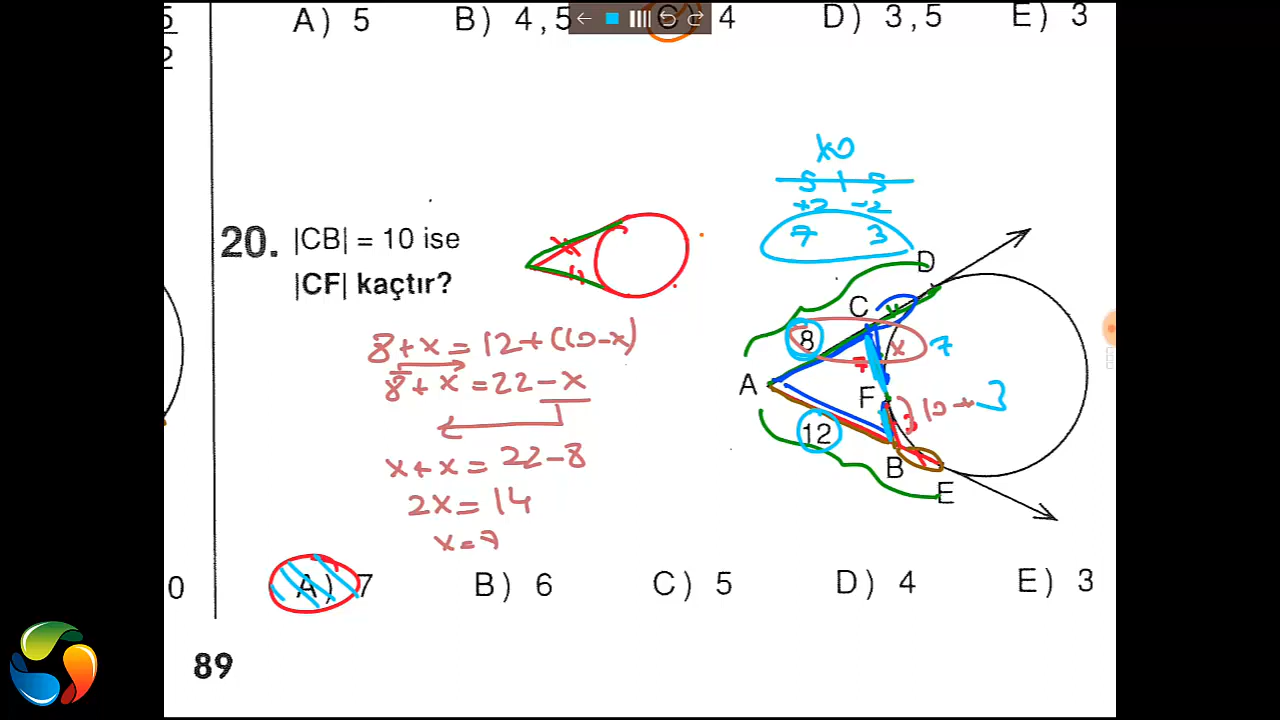 5
2
A) 5 B) 4,5 C) 4 D) 3,5 E) 3
10
5 5
+2 -2
7 3
20. |CB| = 10 ise
|CF| kaçtır?
x
8+x=12+(10-x)
8+x=22-x
x+x=22-8
2x=14
x=7
D
C
x
8
x 7
A
F
10-x 3
12
B
E
0
A) 7 B) 6 C) 5 D) 4 E) 3
89